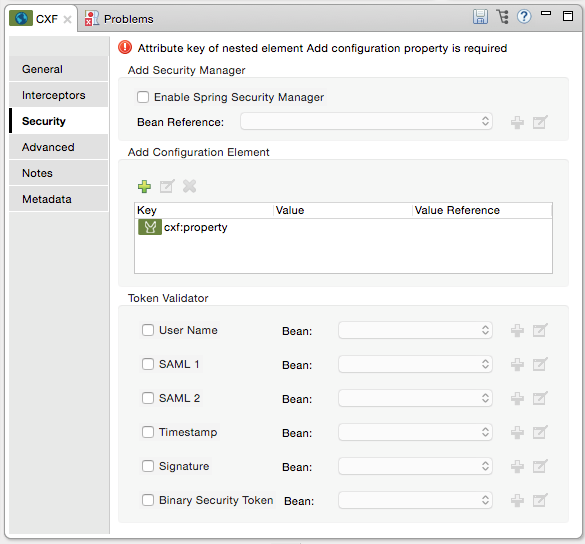 CXF Problems
Attribute key of nested element Add configuration property is required
General
Interceptors
Security
Advanced
Notes
Metadata
Add Security Manager
Enable Spring Security Manager
Bean Reference:
Add Configuration Element
Key Value Value Reference
cxf:property
Token Validator
User Name Bean:
SAML 1 Bean:
SAML 2 Bean:
Timestamp Bean:
Signature Bean:
Binary Security Token Bean: